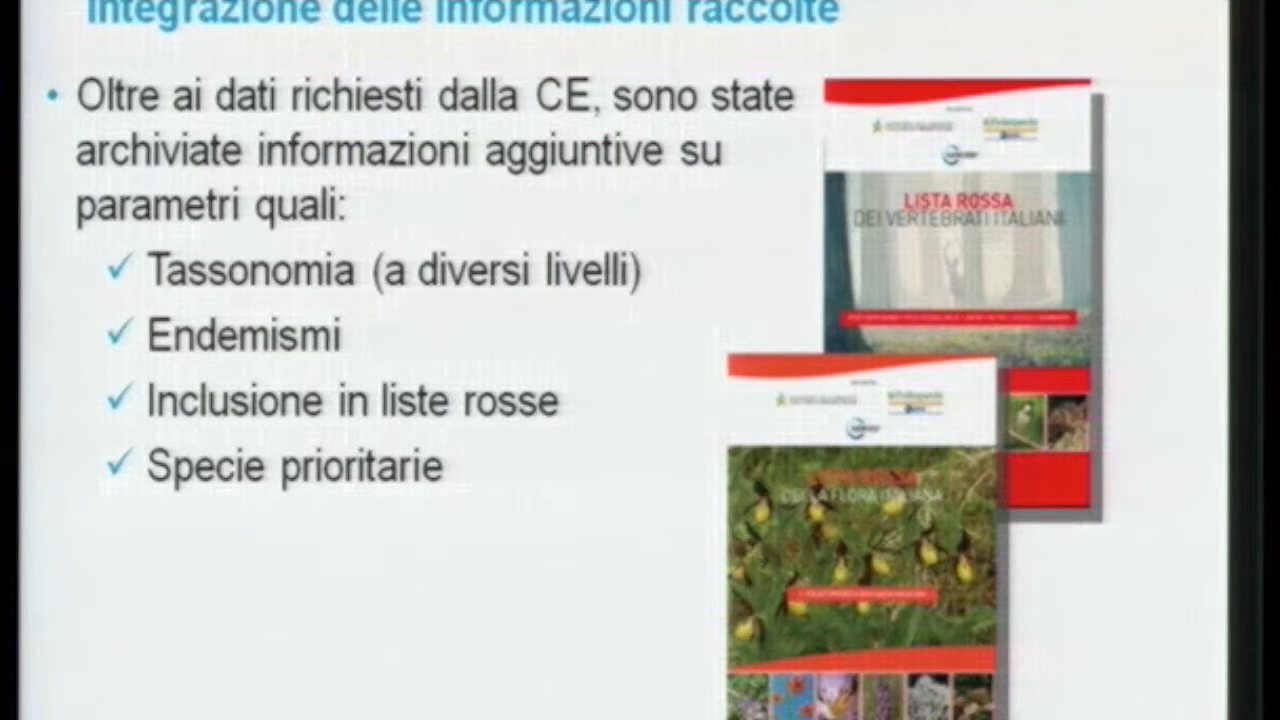 Integrazione delle informazioni raccolte
• Oltre ai dati richiesti dalla CE, sono state
archiviate informazioni aggiuntive su
parametri quali:
✓ Tassonomia (a diversi livelli)
✓ Endemismi
✓ Inclusione in liste rosse
✓ Specie prioritarie
LISTA ROSSA
DEI VERTEBRATI ITALIANI
DELLA FLORA ITALIANA